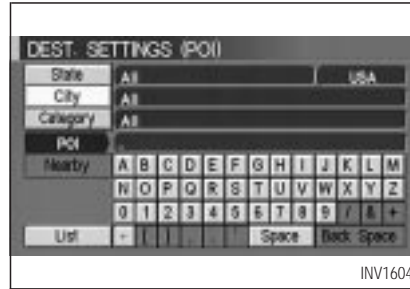 DEST. SETTINGS (POI)
State All USA
City All
Category All
POI
Nearby A B C D E F G H I J K L M
N O P Q R S T U V W X Y Z
0 1 2 3 4 5 6 7 8 9 / & +
List - ( ) . , ' Space Back Space
INV1604